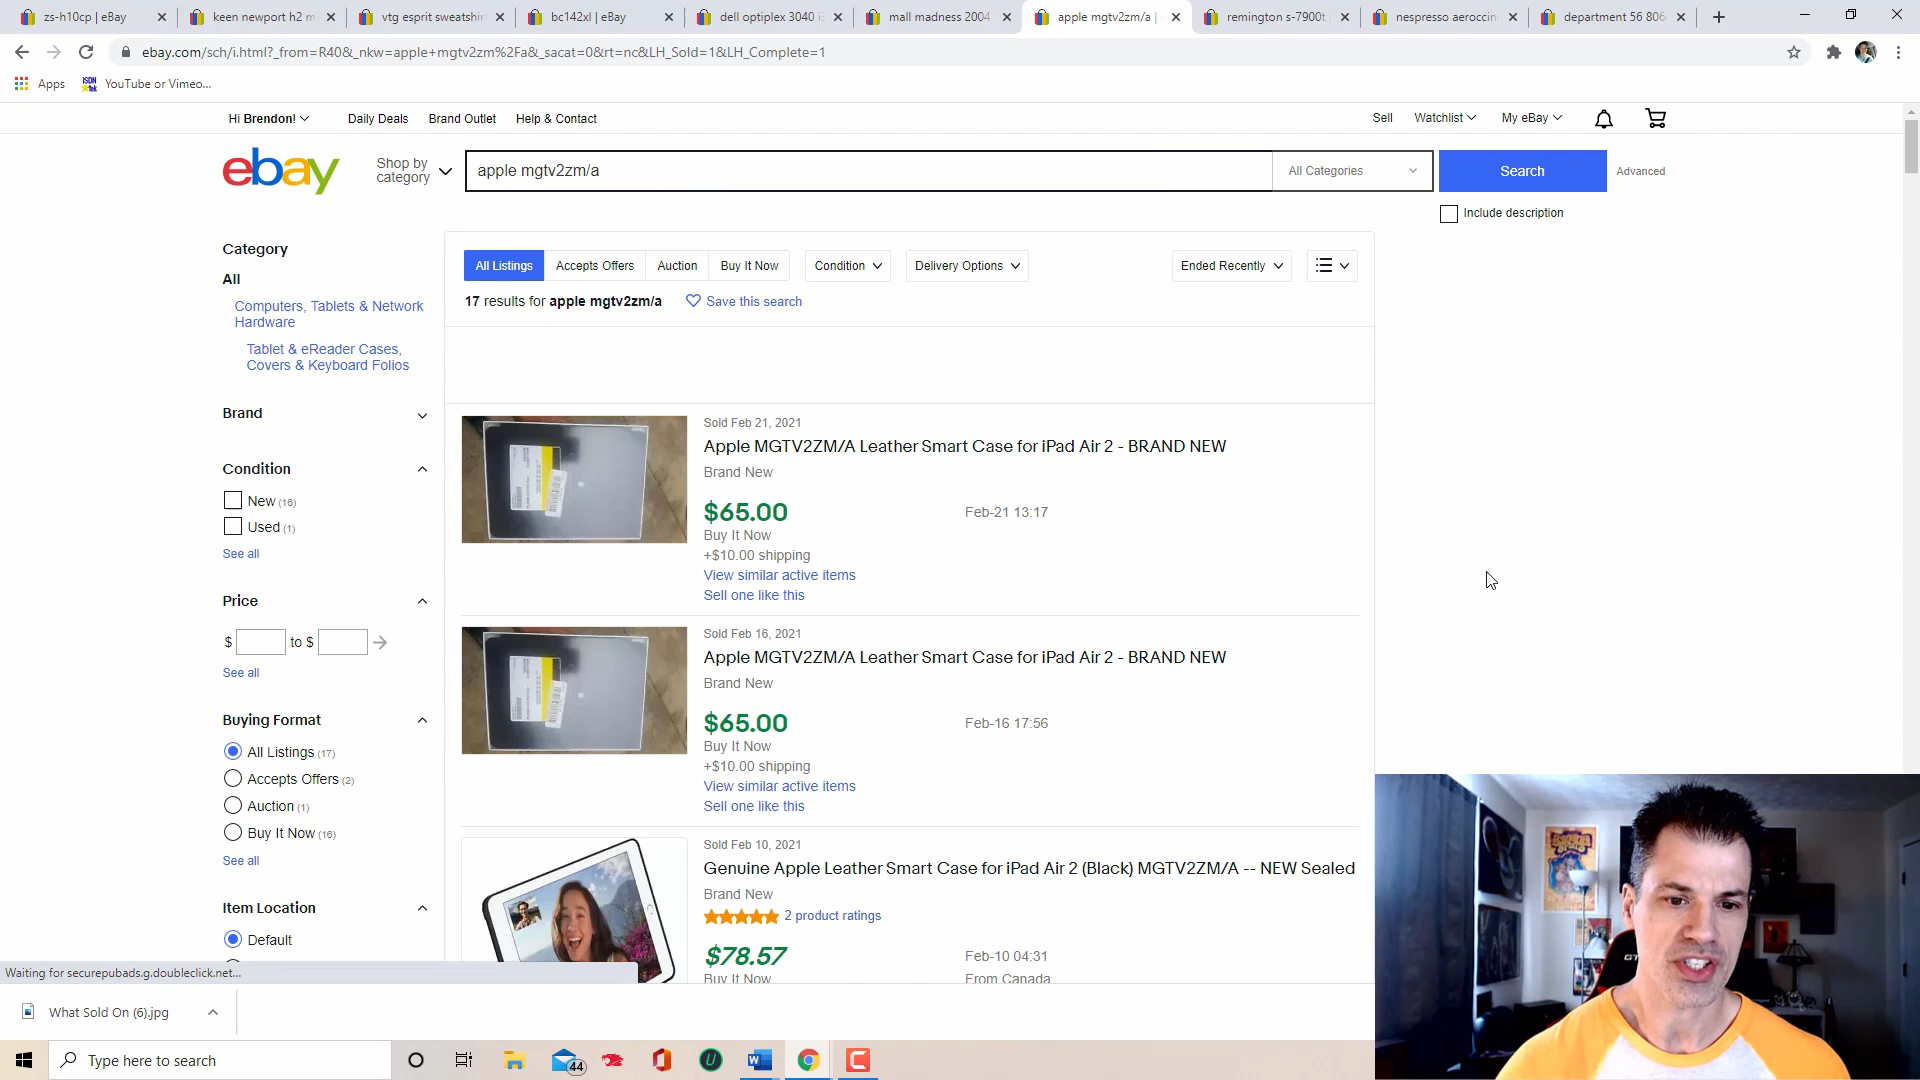 zs-h10cp | eBay
keen newport h2 m
vtg esprit sweatshirt
bc142xl | eBay
dell optiplex 3040 i
mall madness 2004
apple mgtv2zm/a |
remington s-7900t
nespresso aeroccin
department 56 806
ebay.com/sch/i.html?_from=R40&_nkw=apple+mgtv2zm%2Fa&_sacat=0&rt=nc&LH_Sold=1&LH_Complete=1
Apps
YouTube or Vimeo...
Hi Brendon!
Daily Deals
Brand Outlet
Help & Contact
Sell
Watchlist
My eBay
ebay
Shop by category
apple mgtv2zm/a
All Categories
Search
Advanced
Include description
Category
All
Computers, Tablets & Network
Hardware
Tablet & eReader Cases,
Covers & Keyboard Folios
Brand
Condition
New (16)
Used (1)
See all
Price
$ to $
See all
Buying Format
All Listings (17)
Accepts Offers (2)
Auction (1)
Buy It Now (16)
See all
Item Location
Default
All Listings
Accepts Offers
Auction
Buy It Now
Condition
Delivery Options
Ended Recently
17 results for apple mgtv2zm/a
Save this search
Sold Feb 21, 2021
Apple MGTV2ZM/A Leather Smart Case for iPad Air 2 - BRAND NEW
Brand New
$65.00
Feb-21 13:17
Buy It Now
+$10.00 shipping
View similar active items
Sell one like this
Sold Feb 16, 2021
Apple MGTV2ZM/A Leather Smart Case for iPad Air 2 - BRAND NEW
Brand New
$65.00
Feb-16 17:56
Buy It Now
+$10.00 shipping
View similar active items
Sell one like this
Sold Feb 10, 2021
Genuine Apple Leather Smart Case for iPad Air 2 (Black) MGTV2ZM/A -- NEW Sealed
Brand New
2 product ratings
$78.57
Feb-10 04:31
Buy It Now
From Canada
Waiting for securepubads.g.doubleclick.net...
What Sold On (6).jpg
Type here to search
44